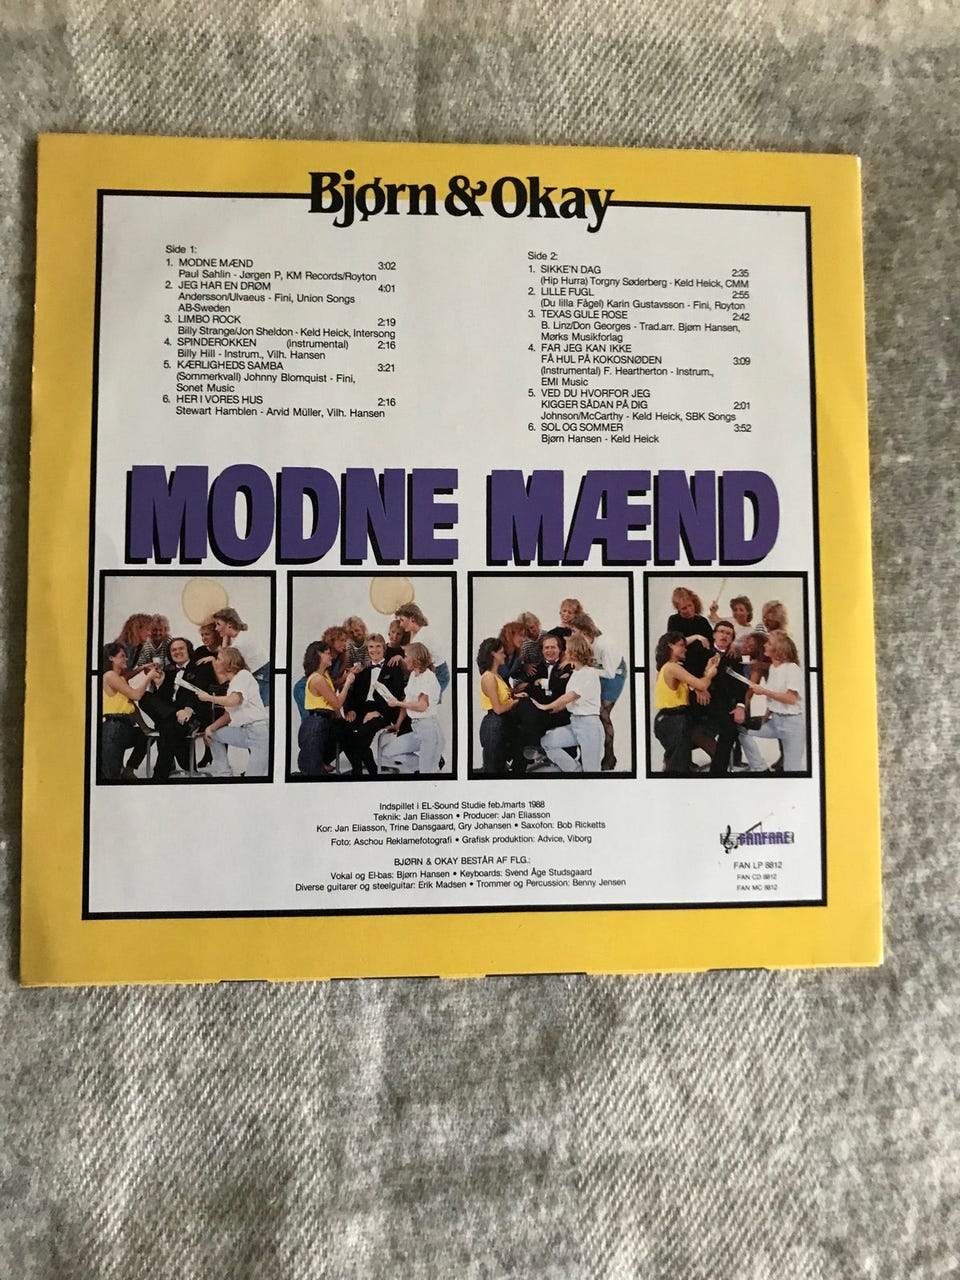 Bjørn & Okay
Side 1:
1. MODNE MÆND 3:02
Paul Sahlin - Jørgen P, KM Records/Royton
2. JEG HAR EN DRØM 4:01
Andersson/Ulvaeus - Fini, Union Songs
AB-Sweden
3. LIMBO ROCK 2:19
Billy Strange/Jon Sheldon - Keld Heick, Intersong
4. SPINDEROKKEN (instrumental) 2:16
Billy Hill - Instrum., Vilh. Hansen
5. KÆRLIGHEDS SAMBA 3:21
(Sommerkvall) Johnny Blomquist - Fini,
Sonet Music
6. HER I VORES HUS 2:16
Stewart Hamblen - Arvid Müller, Vilh. Hansen
Side 2:
1. SIKKE'N DAG 2:35
(Hip Hurra) Torgny Søderberg - Keld Heick, CMM
2. LILLE FUGL 2:55
(Du lilla Fågel) Karin Gustavsson - Fini, Royton
3. TEXAS GULE ROSE 2:42
B. Linz/Don Georges - Trad.arr. Bjørn Hansen,
Mørks Musikforlag
4. FAR JEG KAN IKKE
FÅ HUL PÅ KOKOSNØDEN 3:09
(Instrumental) F. Heartherton - Instrum.,
EMI Music
5. VED DU HVORFOR JEG
KIGGER SÅDAN PÅ DIG 2:01
Johnson/McCarthy - Keld Heick, SBK Songs
6. SOL OG SOMMER 3:52
Bjørn Hansen - Keld Heick
MODNE MÆND
Indspillet i EL-Sound Studie feb./marts 1988
Teknik: Jan Eliasson • Producer: Jan Eliasson
Kor: Jan Eliasson, Trine Dansgaard, Gry Johansen • Saxofon: Bob Ricketts
Foto: Aschou Reklamefotografi • Grafisk produktion: Advice, Viborg
BJØRN & OKAY BESTÅR AF FLG.:
Vokal og El-bas: Bjørn Hansen • Keyboards: Svend Åge Studsgaard
Diverse guitarer og steelguitar: Erik Madsen • Trommer og Percussion: Benny Jensen
FANFARE
FAN LP 8812
FAN CD 8812
FAN MC 8812